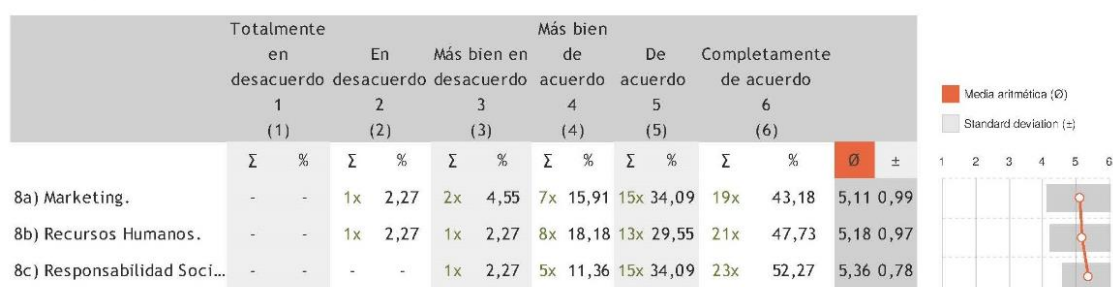 Totalmente Más bien
en En Más bien en de De Completamente
desacuerdo desacuerdo desacuerdo acuerdo acuerdo de acuerdo
1 2 3 4 5 6
(1) (2) (3) (4) (5) (6)
Σ % Σ % Σ % Σ % Σ % Σ % Ø ±
8a) Marketing. - - 1x 2,27 2x 4,55 7x 15,91 15x 34,09 19x 43,18 5,11 0,99
8b) Recursos Humanos. - - 1x 2,27 1x 2,27 8x 18,18 13x 29,55 21x 47,73 5,18 0,97
8c) Responsabilidad Soci... - - - - 1x 2,27 5x 11,36 15x 34,09 23x 52,27 5,36 0,78
Media aritmética (Ø)
Standard deviation (±)
1 2 3 4 5 6